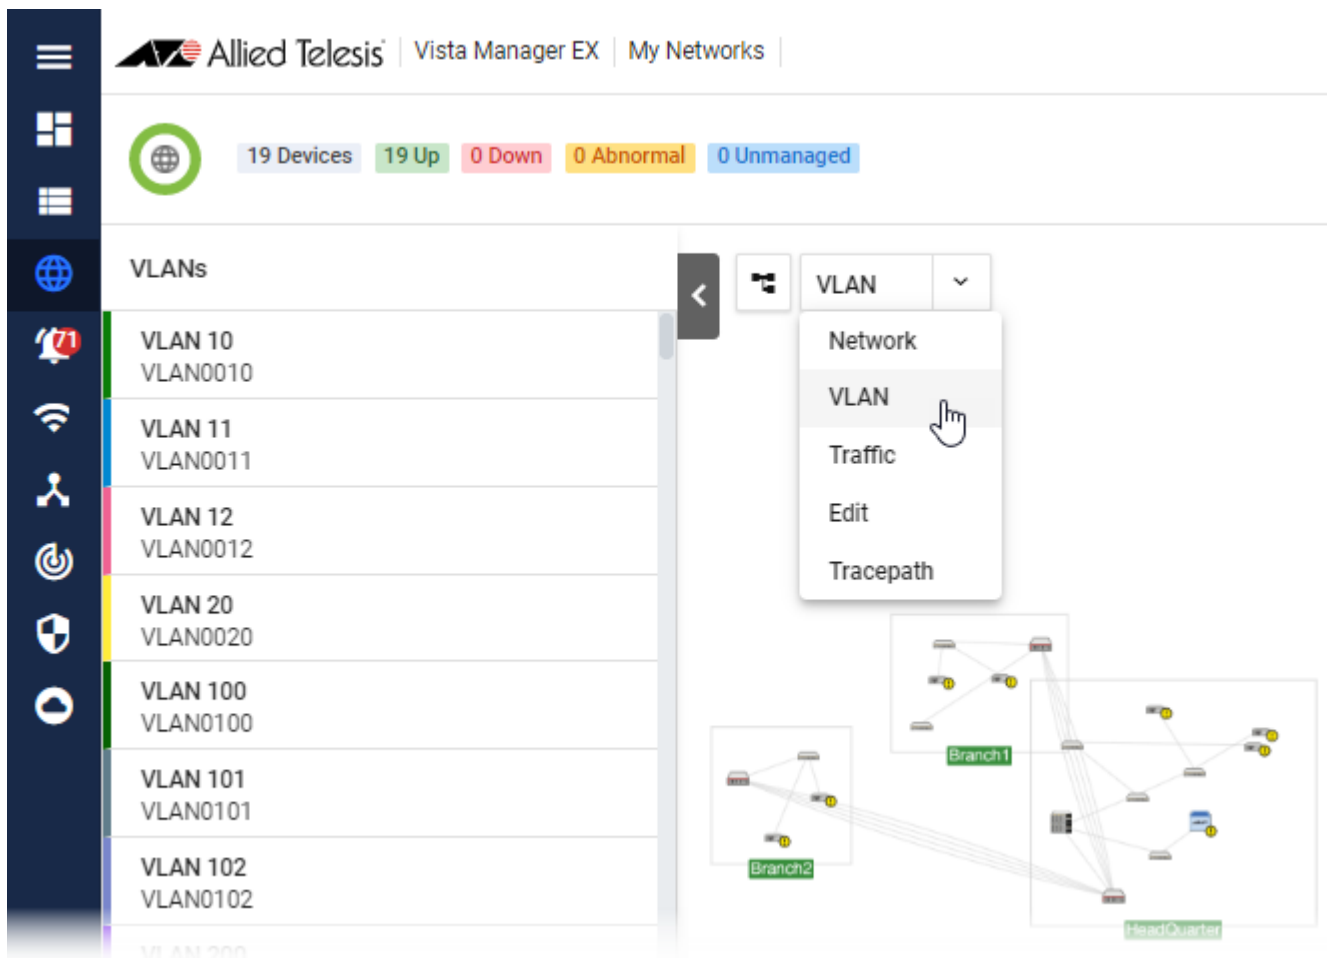 Allied Telesis Vista Manager EX My Networks
19 Devices 19 Up 0 Down 0 Abnormal 0 Unmanaged
71
VLANs
VLAN 10
VLAN0010
VLAN 11
VLAN0011
VLAN 12
VLAN0012
VLAN 20
VLAN0020
VLAN 100
VLAN0100
VLAN 101
VLAN0101
VLAN 102
VLAN0102
VLAN 200
VLAN
Network
VLAN
Traffic
Edit
Tracepath
Branch1
Branch2
HeadQuarter